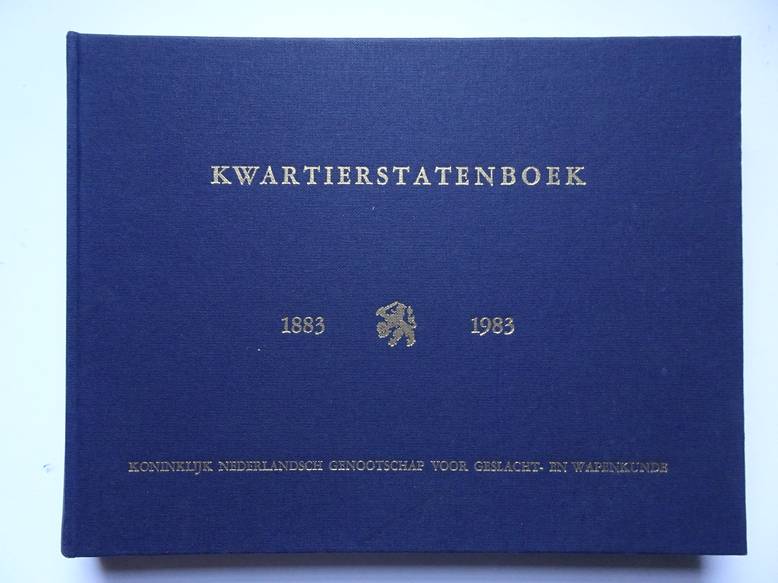 KWARTIERSTATENBOEK
1883 1983
KONINKLIJK NEDERLANDSCH GENOOTSCHAP VOOR GESLACHT- EN WAPENKUNDE